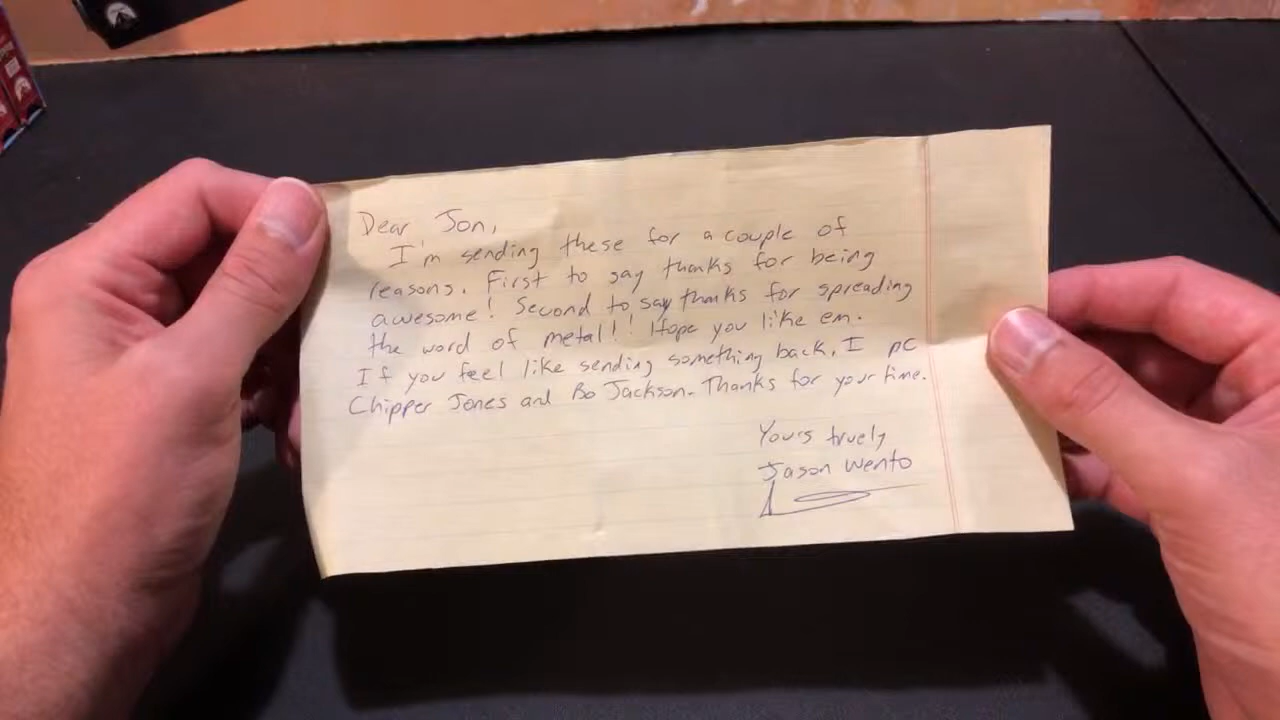 Dear Jon,
I'm sending these for a couple of
reasons. First to say thanks for being
awesome! Second to say thanks for spreading
the word of metal!! Hope you like em.
If you feel like sending something back, I pc
Chipper Jones and Bo Jackson. Thanks for your time.
Yours truely
Jason Wento